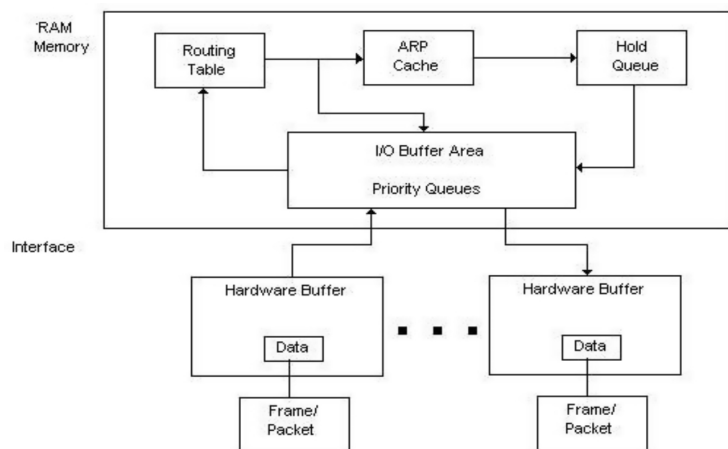 RAM
Memory
Routing
Table
ARP
Cache
Hold
Queue
I/O Buffer Area
Priority Queues
Interface
Hardware Buffer
Data
Frame/
Packet
Hardware Buffer
Data
Frame/
Packet